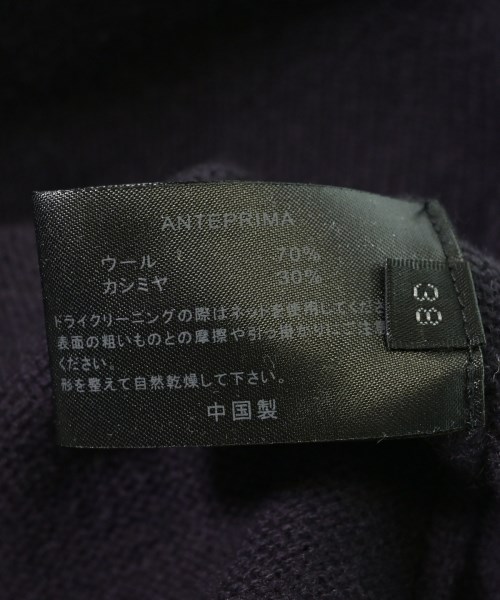 ANTEPRIMA
ウール 70%
カシミヤ 30%
ドライクリーニングの際はネットを使用してくださ
表面の粗いものとの摩擦や引っ掛かりにご注意
ください。
形を整えて自然乾燥して下さい。
中国製
38